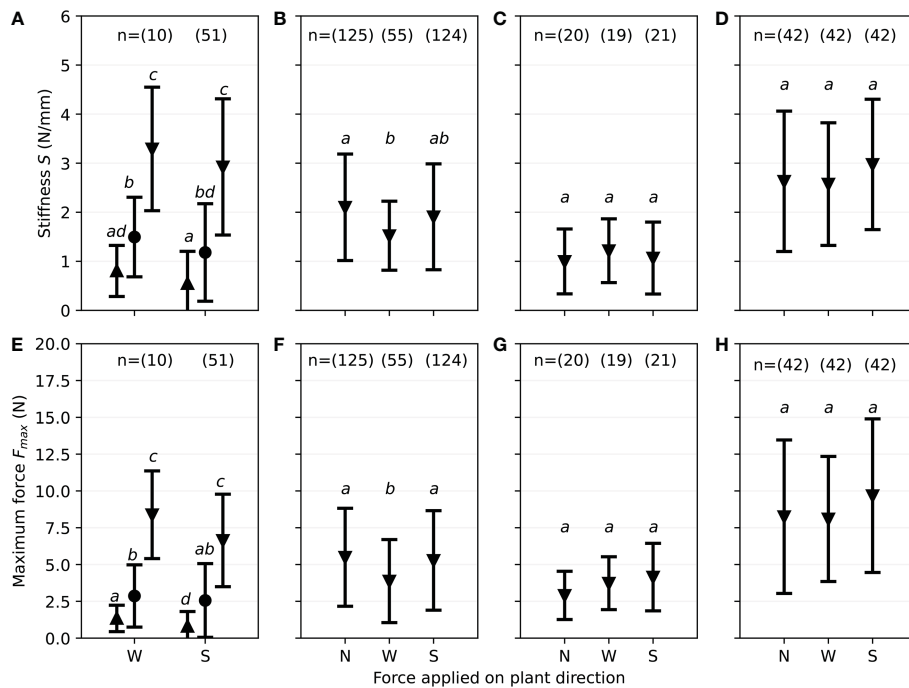 A B C D
n=(10) (51) n=(125) (55) (124) n=(20) (19) (21) n=(42) (42) (42)
Stiffness S (N/mm)
6
5
4
3
2
1
0
ad b c a bd c
a b ab
a a a
a a a
E F G H
n=(10) (51) n=(125) (55) (124) n=(20) (19) (21) n=(42) (42) (42)
Maximum force Fmax (N)
20.0
17.5
15.0
12.5
10.0
7.5
5.0
2.5
0.0
a b c d ab c
a b a
a a a
a a a
W S N W S N W S N W S
Force applied on plant direction